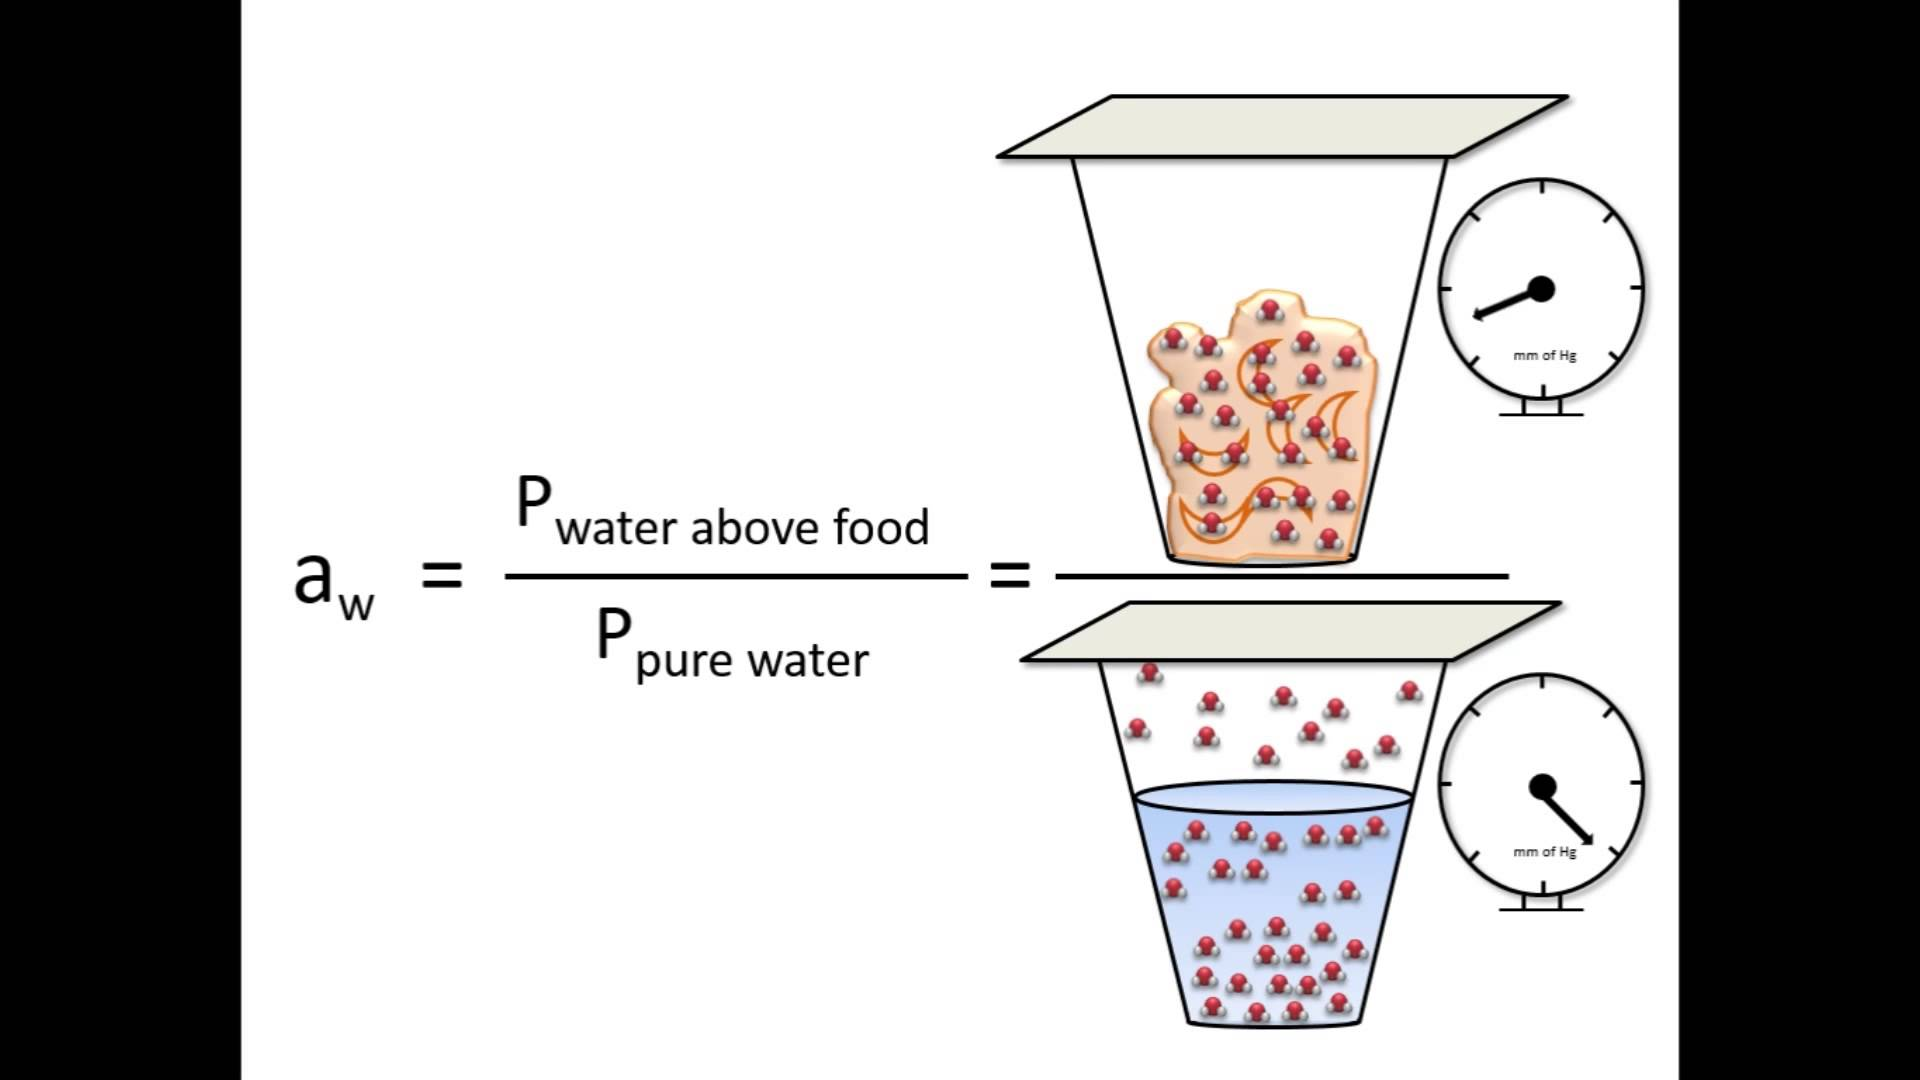 mm of Hg
a_w = P_water above food / P_pure water =
mm of Hg